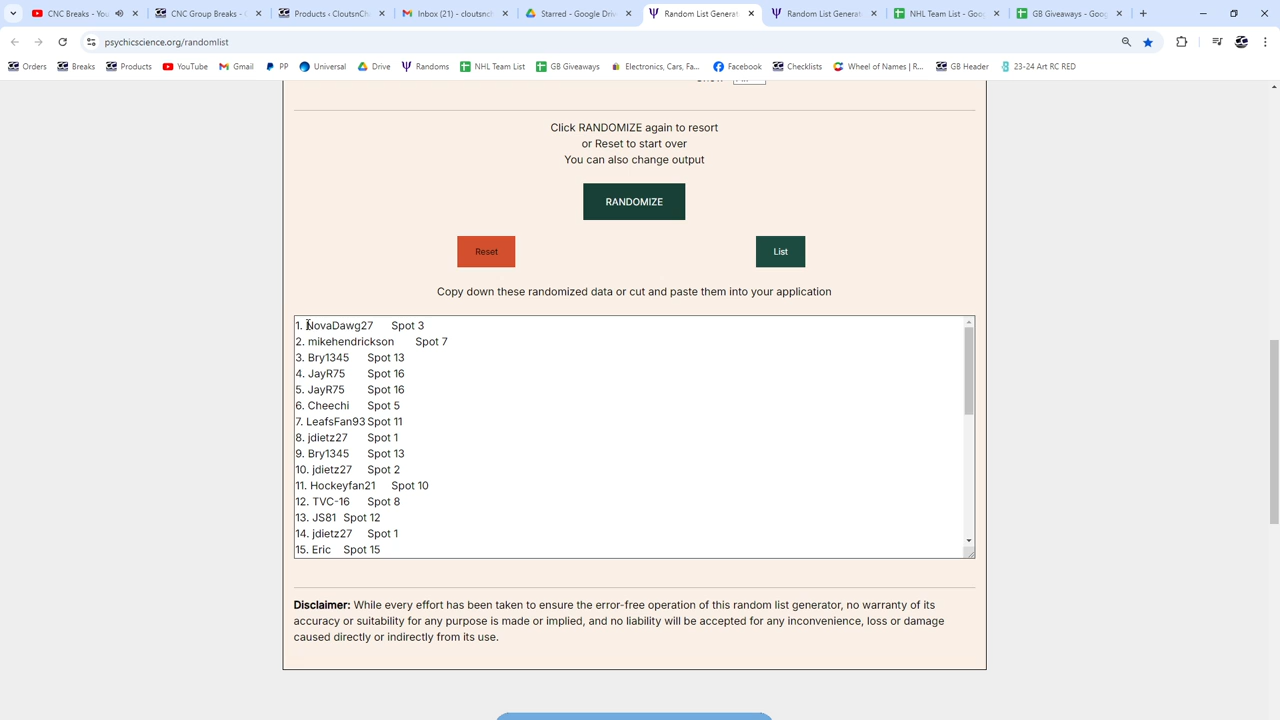 CNC Breaks - You
CNC Group Breaks -
Products ‹ CloutsnCh
Inbox (21) - cloutsnch
Starred - Google Driv
Random List Generat
Random List Generat
NHL Team List - Goog
GB Giveaways - Goog
psychicscience.org/randomlist
Orders
Breaks
Products
YouTube
Gmail
PP
Universal
Drive
Randoms
NHL Team List
GB Giveaways
Electronics, Cars, Fa...
Facebook
Checklists
Wheel of Names | R...
GB Header
23-24 Art RC RED
Click RANDOMIZE again to resort
or Reset to start over
You can also change output
RANDOMIZE
Reset
List
Copy down these randomized data or cut and paste them into your application
1. NovaDawg27 Spot 3
2. mikehendrickson Spot 7
3. Bry1345 Spot 13
4. JayR75 Spot 16
5. JayR75 Spot 16
6. Cheechi Spot 5
7. LeafsFan93 Spot 11
8. jdietz27 Spot 1
9. Bry1345 Spot 13
10. jdietz27 Spot 2
11. Hockeyfan21 Spot 10
12. TVC-16 Spot 8
13. JS81 Spot 12
14. jdietz27 Spot 1
15. Eric Spot 15
Disclaimer: While every effort has been taken to ensure the error-free operation of this random list generator, no warranty of its
accuracy or suitability for any purpose is made or implied, and no liability will be accepted for any inconvenience, loss or damage
caused directly or indirectly from its use.